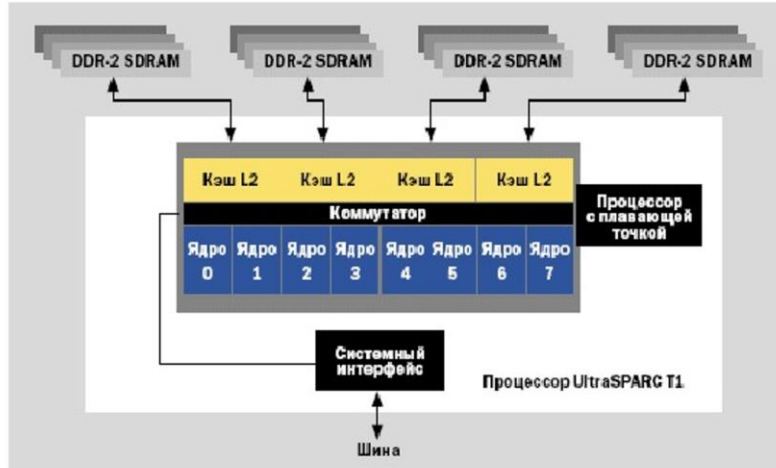 DDR-2 SDRAM DDR-2 SDRAM DDR-2 SDRAM DDR-2 SDRAM
Кэш L2 Кэш L2 Кэш L2 Кэш L2
Коммутатор
Процессор
с плавающей
точкой
Ядро Ядро Ядро Ядро Ядро Ядро Ядро Ядро
0 1 2 3 4 5 6 7
Системный
интерфейс
Процессор UltraSPARC T1
Шина